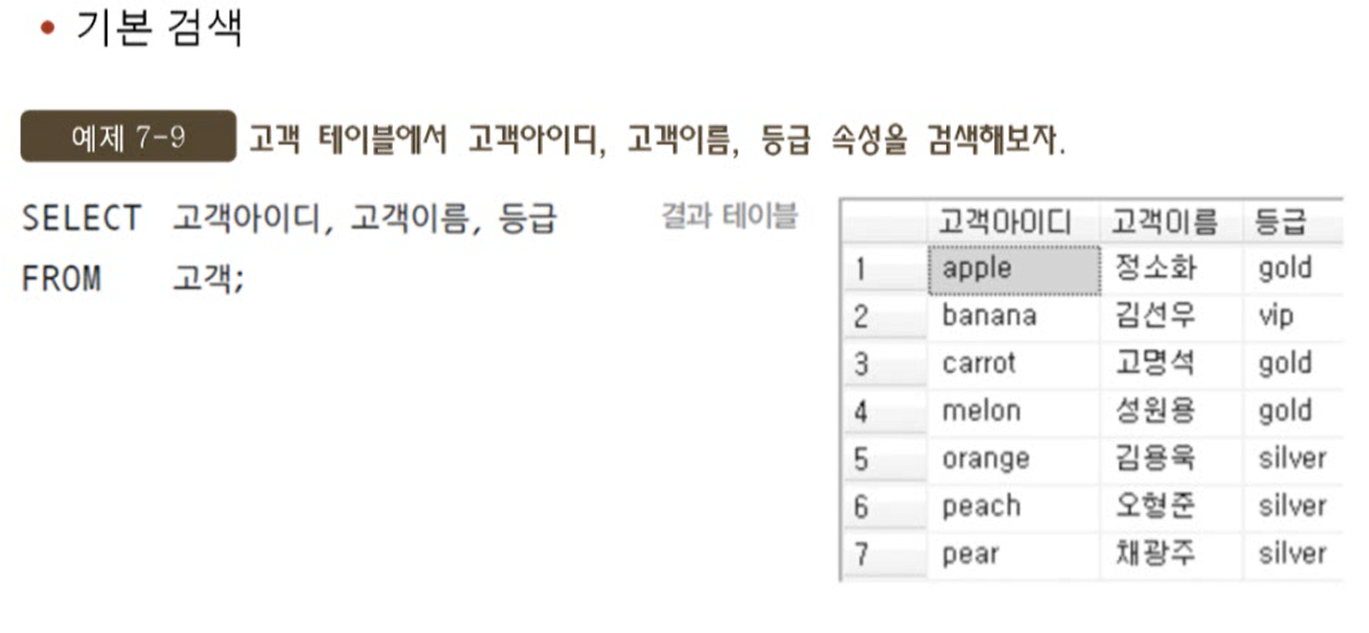 • 기본 검색
예제 7-9 고객 테이블에서 고객아이디, 고객이름, 등급 속성을 검색해보자.
SELECT 고객아이디, 고객이름, 등급
FROM 고객;
결과 테이블
고객아이디 고객이름 등급
1 apple 정소화 gold
2 banana 김선우 vip
3 carrot 고명석 gold
4 melon 성원용 gold
5 orange 김용욱 silver
6 peach 오형준 silver
7 pear 채광주 silver